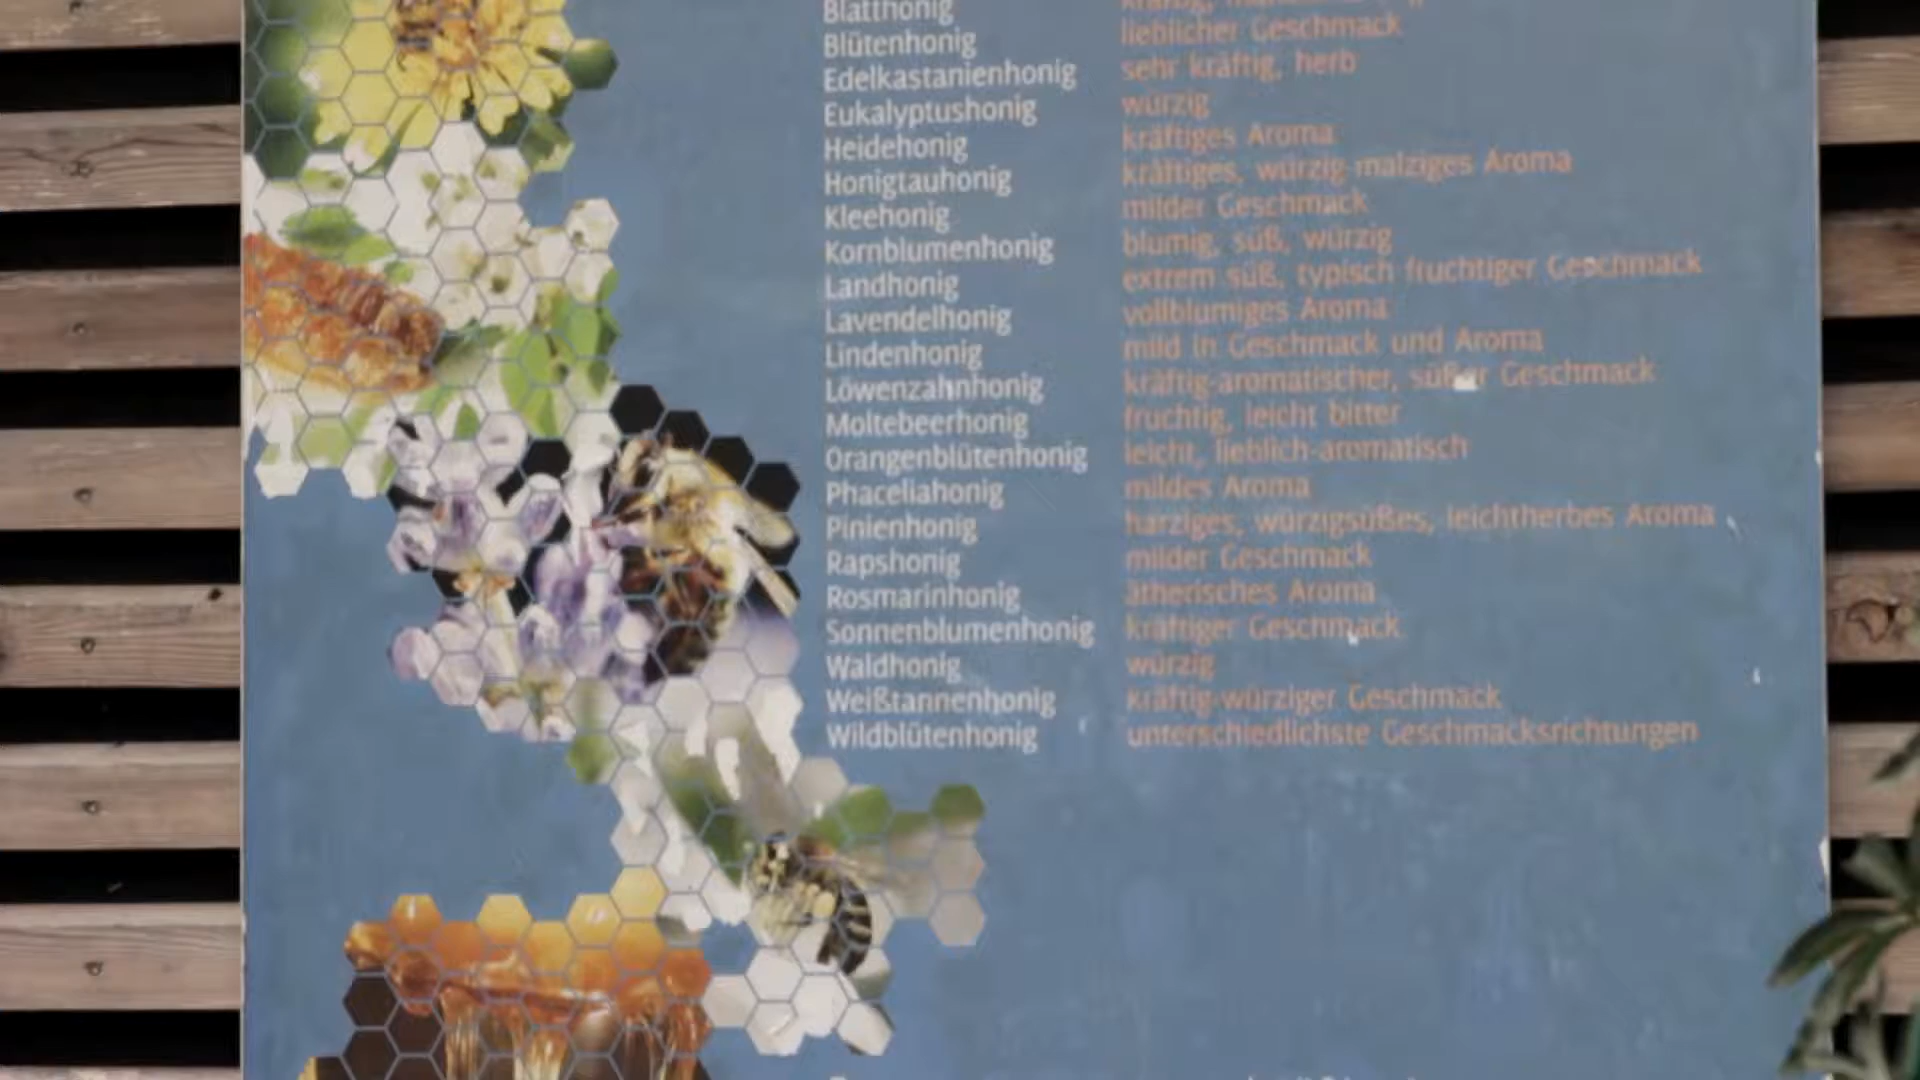 Blatthonig
Blütenhonig lieblicher Geschmack
Edelkastanienhonig sehr kräftig, herb
Eukalyptushonig würzig
Heidehonig kräftiges Aroma
Honigtauhonig kräftiges, würzig-malziges Aroma
Kleehonig milder Geschmack
Kornblumenhonig blumig, süß, würzig
Landhonig extrem süß, typisch fruchtiger Geschmack
Lavendelhonig vollblumiges Aroma
Lindenhonig mild in Geschmack und Aroma
Löwenzahnhonig kräftig-aromatischer, süßer Geschmack
Moltebeerhonig fruchtig, leicht bitter
Orangenblütenhonig leicht, lieblich-aromatisch
Phaceliahonig mildes Aroma
Pinienhonig harziges, würzigsüßes, leichtherbes Aroma
Rapshonig milder Geschmack
Rosmarinhonig ätherisches Aroma
Sonnenblumenhonig kräftiger Geschmack
Waldhonig würzig
Weißtannenhonig kräftig-würziger Geschmack
Wildblütenhonig unterschiedlichste Geschmacksrichtungen